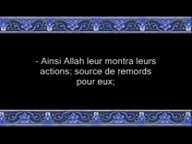 - Ainsi Allah leur montra leurs
actions; source de remords
pour eux;